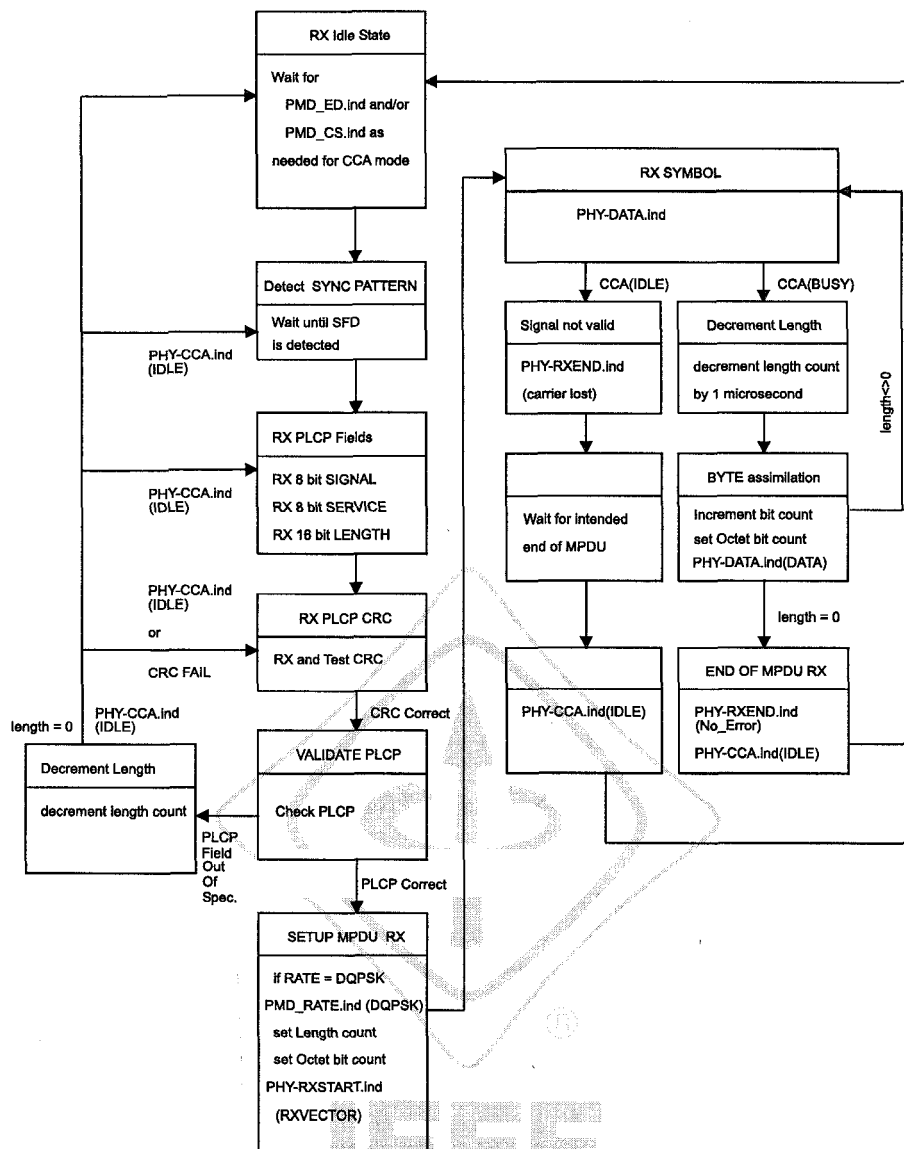 RX Idle State
Wait for
PMD_ED.ind and/or
PMD_CS.ind as
needed for CCA mode
Detect SYNC PATTERN
Wait until SFD
is detected
PHY-CCA.ind
(IDLE)
RX PLCP Fields
RX 8 bit SIGNAL
RX 8 bit SERVICE
RX 16 bit LENGTH
PHY-CCA.ind
(IDLE)
PHY-CCA.ind
(IDLE)
or
CRC FAIL
RX PLCP CRC
RX and Test CRC
CRC Correct
length = 0
PHY-CCA.ind
(IDLE)
Decrement Length
decrement length count
VALIDATE PLCP
Check PLCP
PLCP
Field
Out
Of
Spec.
PLCP Correct
SETUP MPDU RX
if RATE = DQPSK
PMD_RATE.ind (DQPSK)
set Length count
set Octet bit count
PHY-RXSTART.ind
(RXVECTOR)
RX SYMBOL
PHY-DATA.ind
CCA(IDLE)
CCA(BUSY)
Signal not valid
PHY-RXEND.ind
(carrier lost)
Decrement Length
decrement length count
by 1 microsecond
length<>0
Wait for intended
end of MPDU
BYTE assimilation
Increment bit count
set Octet bit count
PHY-DATA.ind(DATA)
length = 0
PHY-CCA.ind(IDLE)
END OF MPDU RX
PHY-RXEND.ind
(No_Error)
PHY-CCA.ind(IDLE)
®
IEEE